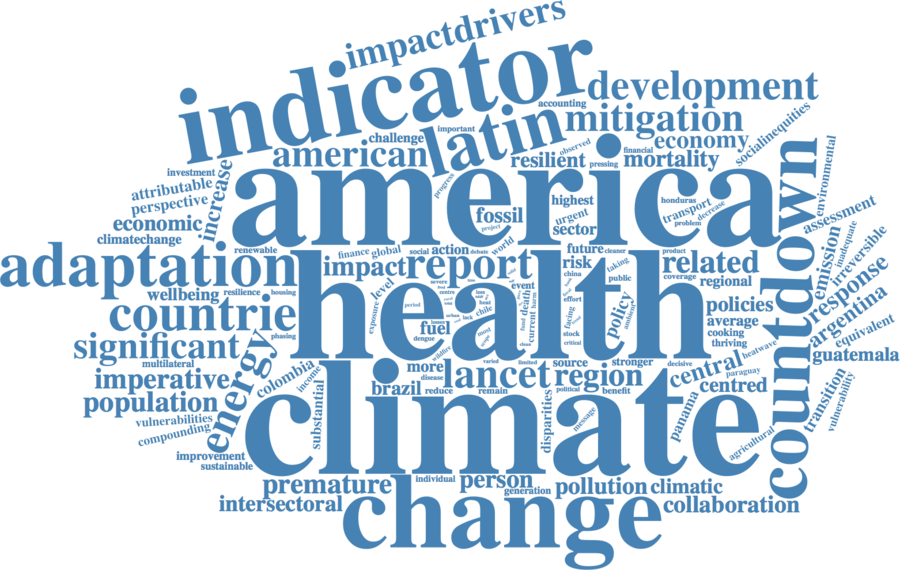 impactdrivers
indicator
development
accounting
mitigation
latin
important
challenge
american
observed
financial
economy
socialinequities
resilient
pressing
mortality
investment
attributable
perspective
increase
america
progress
fossil
project
highest
urgent
sector
honduras
transport
decrease
problem
environmental
countdown
economic
climatechange
assessment
renewable
finance
global
social
action
debate
world
future
cleaner
product
adaptation
impact
report
risk
china
taking
public
related
coverage
regional
emission
inadequate
irreversible
wellbeing
resilience
housing
level
exposure
severe
centre
event
health
period
chile
death
harm
current
effort
facing
stock
critical
policy
ambient
policies
average
cooking
thriving
response
argentina
equivalent
countrie
phasing
fuel
dengue
urban
lack
most
heat
significant
multilateral
energy
wildfire
varied
limited
source
stronger
decisive
central
heatwave
guatemala
imperative
colombia
income
more
disease
lancet
region
paraguay
centred
population
brazil
reduce
remain
political
benefit
panama
transition
vulnerability
vulnerabilities
compounding
substantial
climate
disparities
message
agricultural
improvement
sustainable
premature
individual
person
generation
pollution
climatic
intersectoral
change
collaboration